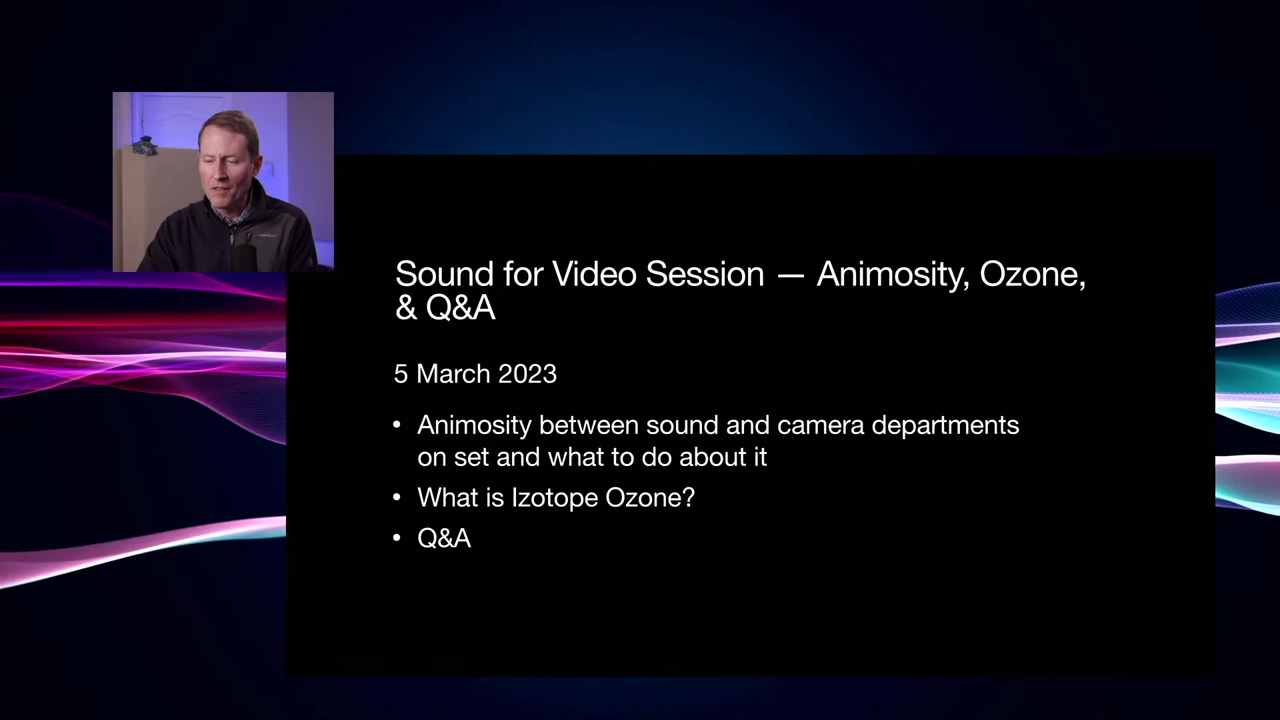 Sound for Video Session — Animosity, Ozone,
& Q&A
5 March 2023
• Animosity between sound and camera departments
on set and what to do about it
• What is Izotope Ozone?
• Q&A